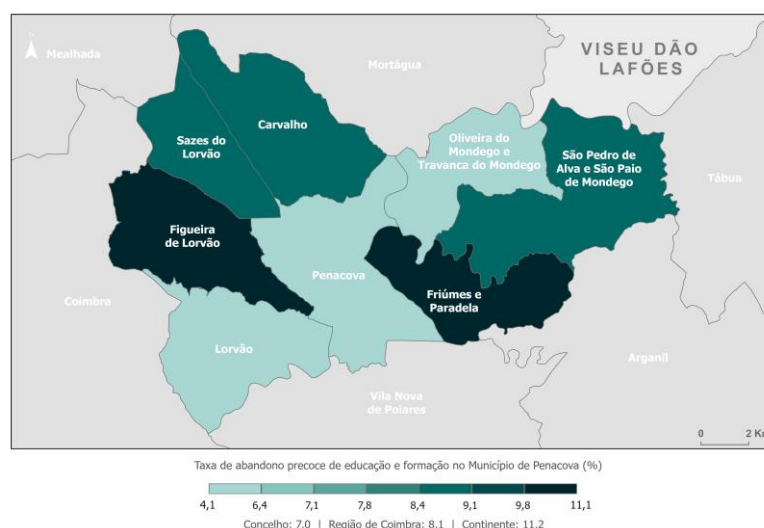 N
Mealhada
Mortágua
VISEU DÃO
LAFÕES
Carvalho
Sazes do
Lorvão
Oliveira do
Mondego e
Travanca do Mondego
São Pedro de
Alva e São Paio
de Mondego
Tábua
Figueira
de Lorvão
Penacova
Friúmes e
Paradela
Coimbra
Lorvão
Arganil
Vila Nova
de Poiares
0 2 K
Taxa de abandono precoce de educação e formação no Município de Penacova (%)
4,1 6,4 7,1 7,8 8,4 9,1 9,8 11,1
Concelho: 7,0 | Região de Coimbra: 8,1 | Continente: 11,2